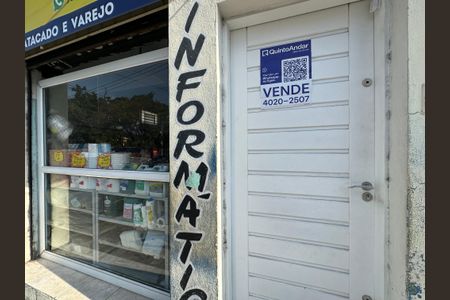 ATACADO E VAREJO
INFORMATIC
QuintoAndar
VENDE
4020-2507